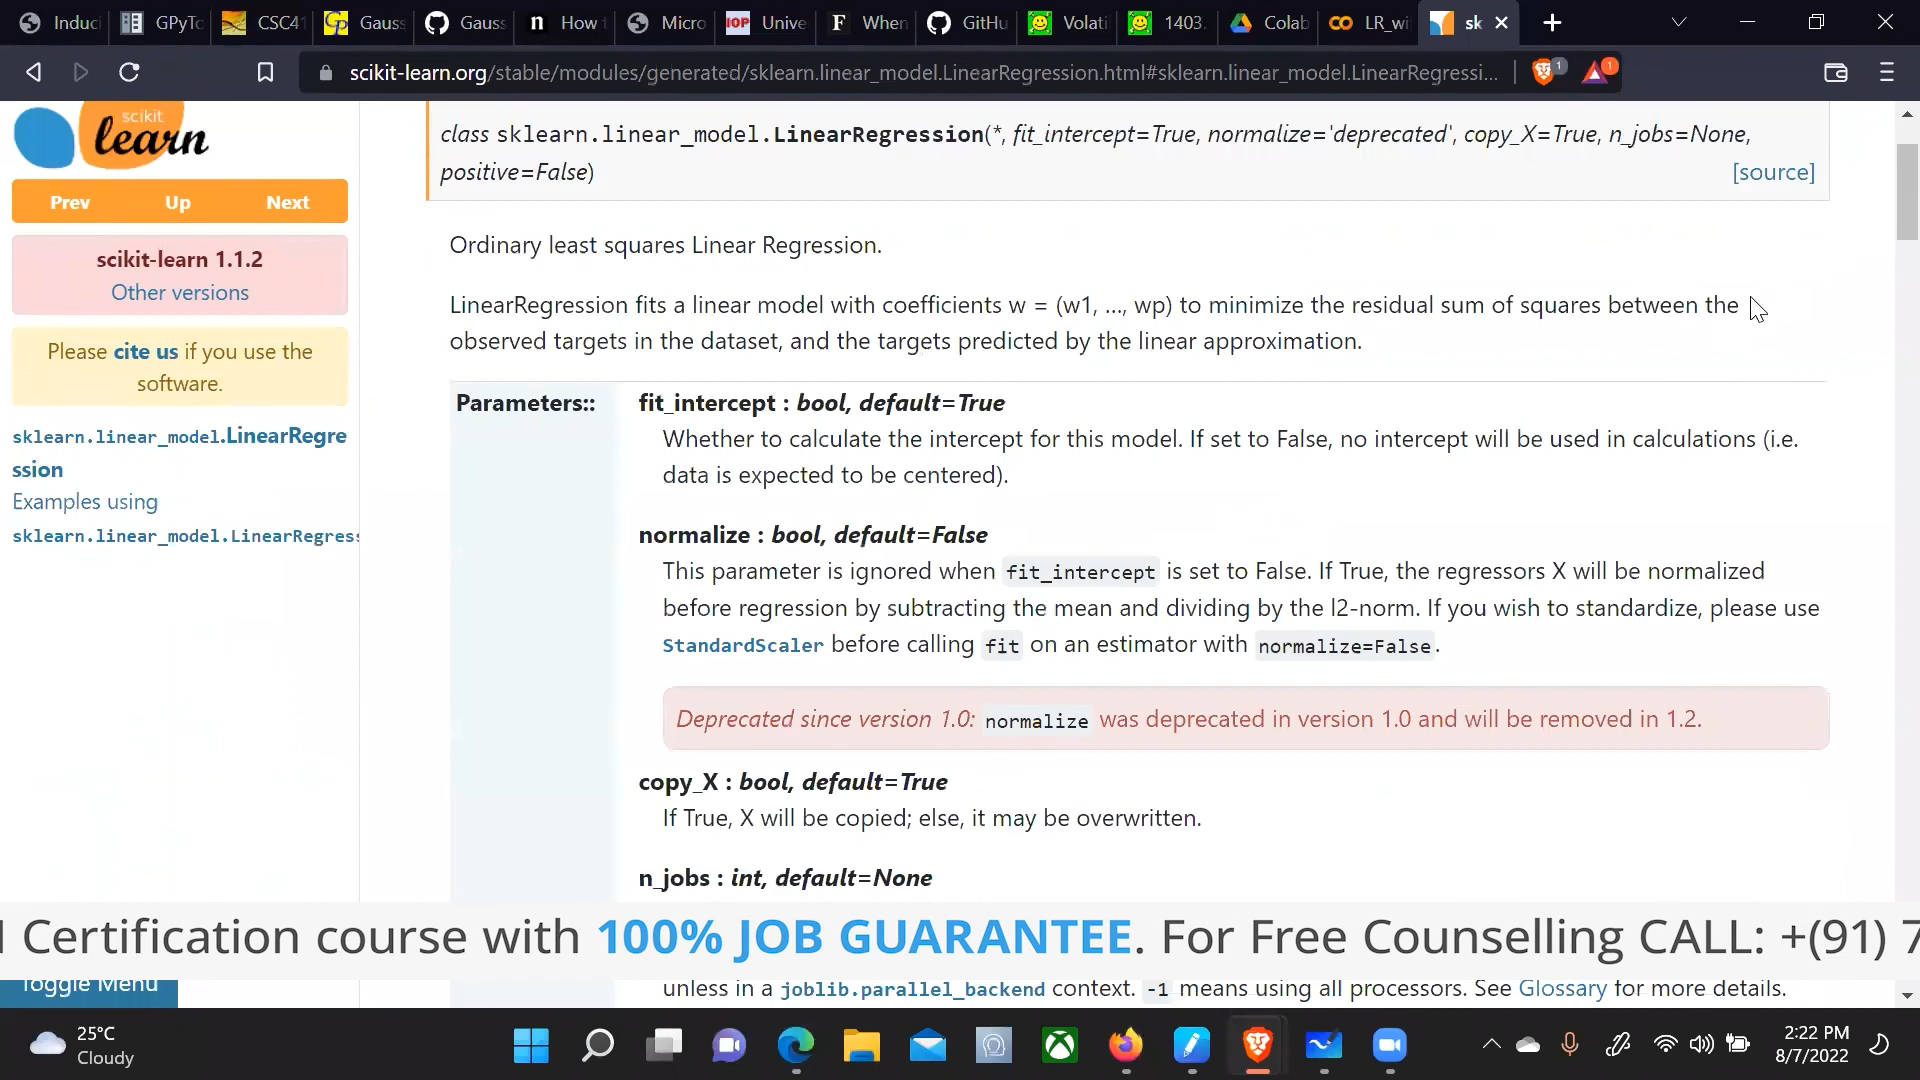 Induci
GPyTo
CSC41
Gauss
Gauss
How t
Micro
IOP Unive
When
GitHu
Volati
1403.
Colab
LR_wi
sk
scikit-learn.org/stable/modules/generated/sklearn.linear_model.LinearRegression.html#sklearn.linear_model.LinearRegressi...
1
1
scikit
learn
Prev Up Next
scikit-learn 1.1.2
Other versions
Please cite us if you use the
software.
sklearn.linear_model.LinearRegre
ssion
Examples using
sklearn.linear_model.LinearRegress
class sklearn.linear_model.LinearRegression(*, fit_intercept=True, normalize='deprecated', copy_X=True, n_jobs=None,
positive=False) [source]
Ordinary least squares Linear Regression.
LinearRegression fits a linear model with coefficients w = (w1, ..., wp) to minimize the residual sum of squares between the
observed targets in the dataset, and the targets predicted by the linear approximation.
Parameters::
fit_intercept : bool, default=True
Whether to calculate the intercept for this model. If set to False, no intercept will be used in calculations (i.e.
data is expected to be centered).
normalize : bool, default=False
This parameter is ignored when fit_intercept is set to False. If True, the regressors X will be normalized
before regression by subtracting the mean and dividing by the l2-norm. If you wish to standardize, please use
StandardScaler before calling fit on an estimator with normalize=False.
Deprecated since version 1.0: normalize was deprecated in version 1.0 and will be removed in 1.2.
copy_X : bool, default=True
If True, X will be copied; else, it may be overwritten.
n_jobs : int, default=None
Certification course with 100% JOB GUARANTEE. For Free Counselling CALL: +(91) 7
Toggle Menu
unless in a joblib.parallel_backend context. -1 means using all processors. See Glossary for more details.
25°C
Cloudy
2:22 PM
8/7/2022